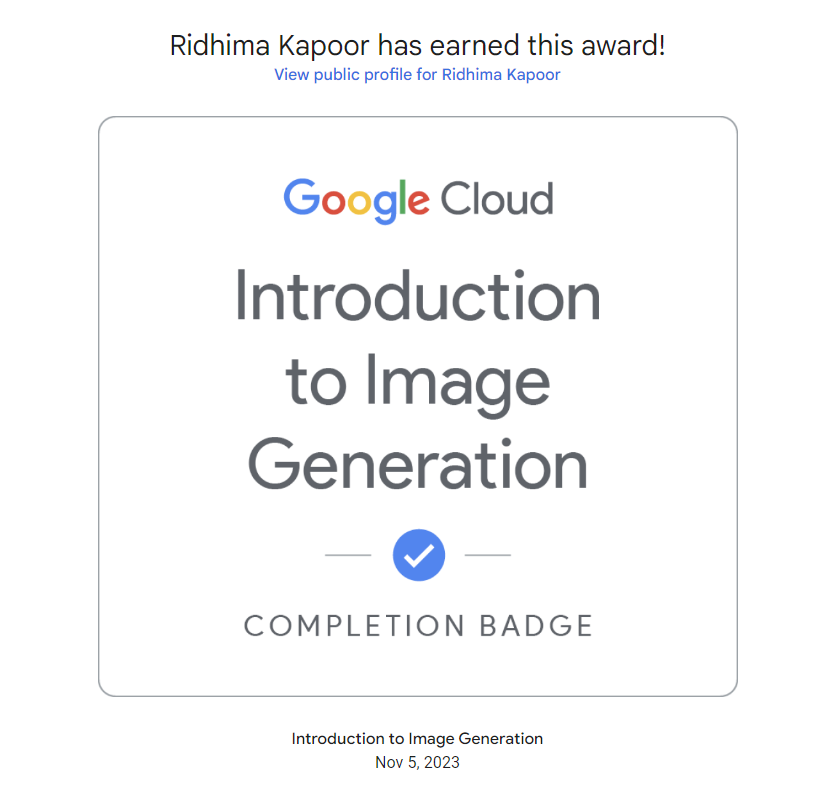 Ridhima Kapoor has earned this award!
View public profile for Ridhima Kapoor
Google Cloud
Introduction
to Image
Generation
COMPLETION BADGE
Introduction to Image Generation
Nov 5, 2023